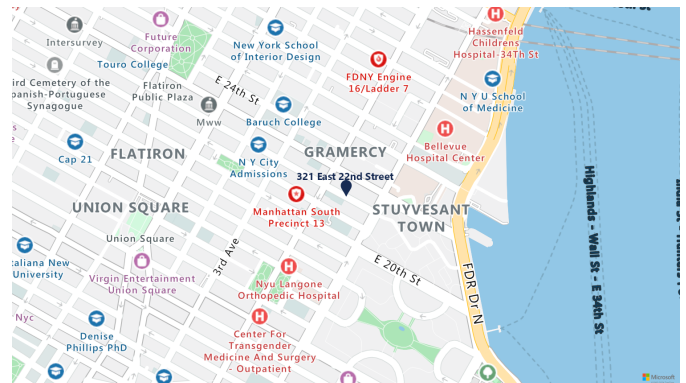 Intersurvey
Future
Corporation
New York School
of Interior Design
Hassenfeld
Childrens
Hospital-34Th St
Touro College
ird Cemetery of the
panish-Portuguese
Synagogue
Flatiron
Public Plaza
E 24th St
FDNY Engine
16/Ladder 7
N Y U School
of Medicine
Mww
Baruch College
Cap 21
FLATIRON
N Y City
Admissions
GRAMERCY
Bellevue
Hospital Center
321 East 22nd Street
UNION SQUARE
Manhattan South
Precinct 13
STUYVESANT
TOWN
Union Square
3rd Ave
E 20th St
FDR Dr N
Highlands - Wall St - E 34th St
italiana New
University
Virgin Entertainment
Union Square
Nyu Langone
Orthopedic Hospital
Nyc
Denise
Phillips PhD
Center For
Transgender
Medicine And Surgery
- Outpatient
Microsoft